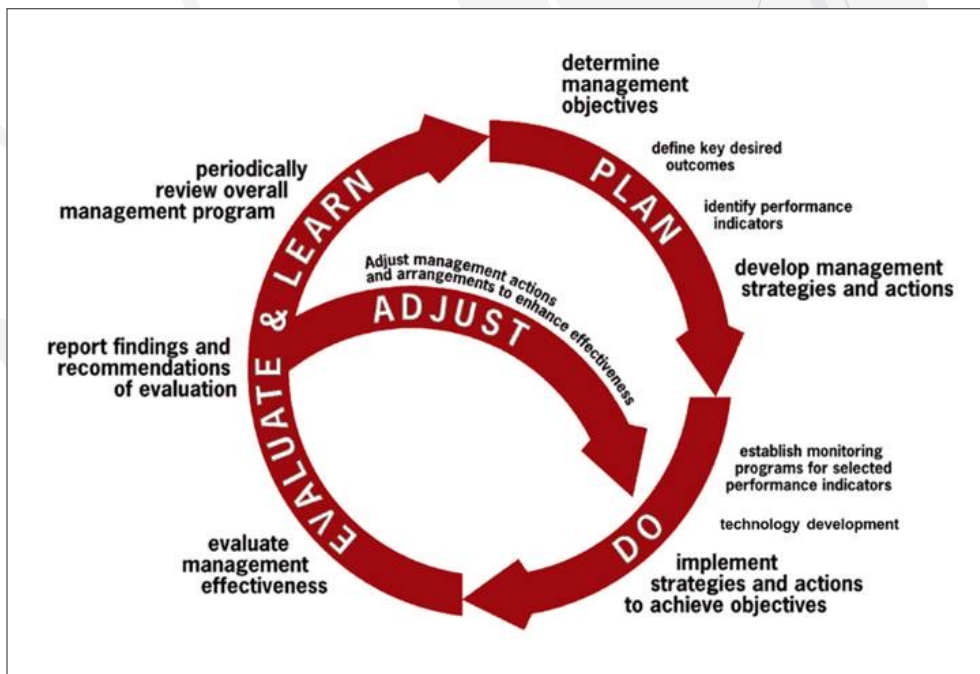 determine
management
objectives
PLAN
define key desired
outcomes
identify performance
indicators
develop management
strategies and actions
DO
establish monitoring
programs for selected
performance indicators
technology development
implement
strategies and actions
to achieve objectives
EVALUATE & LEARN
evaluate
management
effectiveness
report findings and
recommendations
of evaluation
periodically
review overall
management program
ADJUST
Adjust management actions
and arrangements to enhance effectiveness